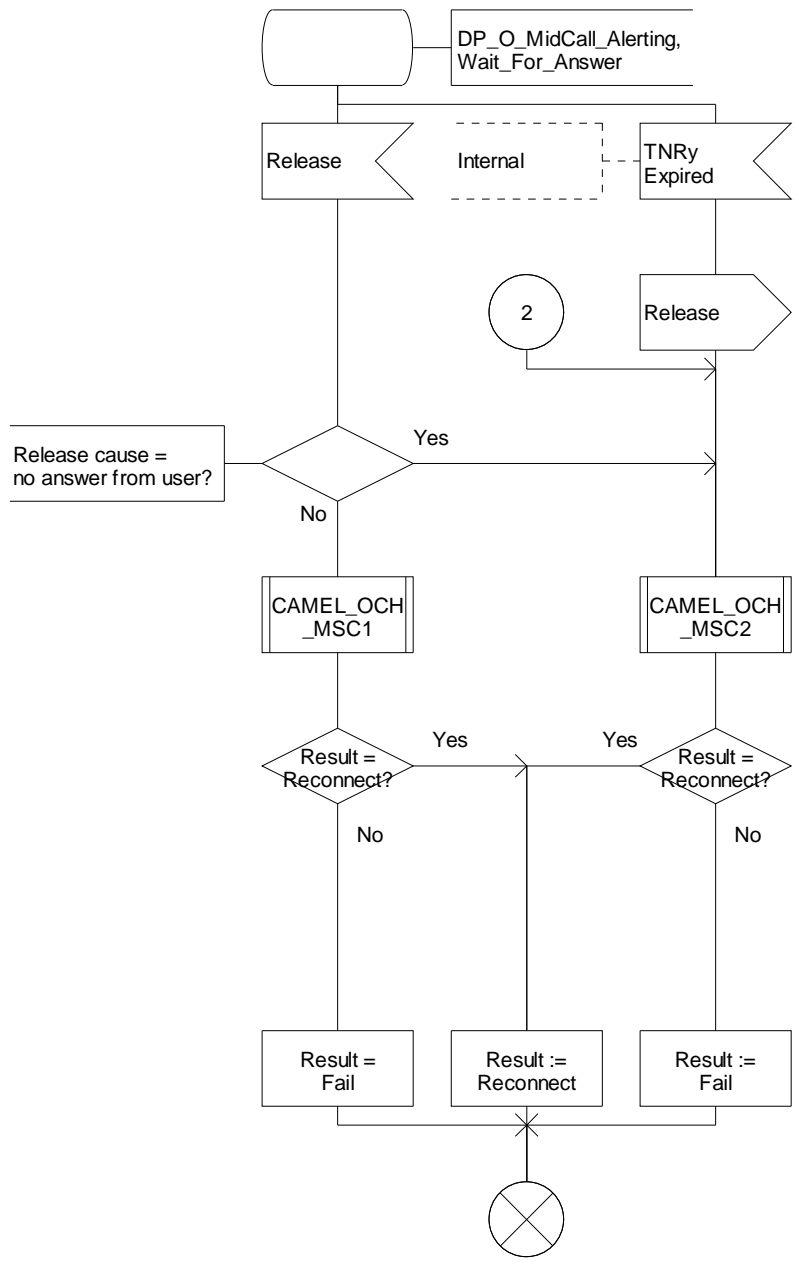 DP_O_MidCall_Alerting,
Wait_For_Answer
Release
Internal
TNRy
Expired
2
Release
Release cause =
no answer from user?
Yes
No
CAMEL_OCH
_MSC1
CAMEL_OCH
_MSC2
Result =
Reconnect?
Yes
Yes
Result =
Reconnect?
No
No
Result =
Fail
Result :=
Reconnect
Result :=
Fail